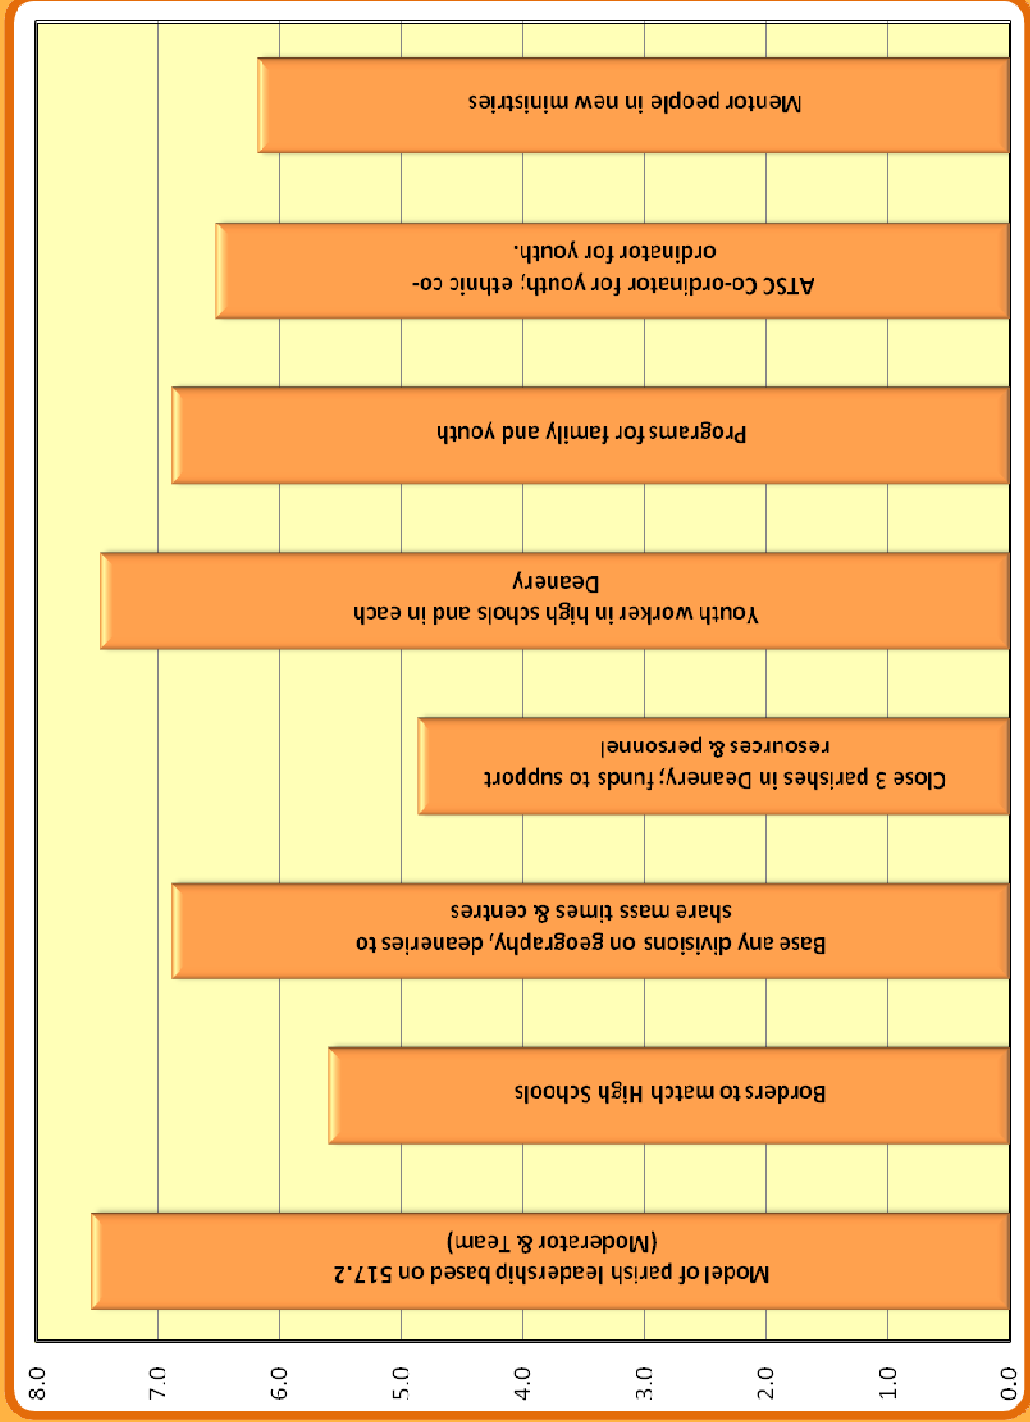 8.0
7.0
6.0
5.0
4.0
3.0
2.0
1.0
0.0
Model of parish leadership based on 517.2
(Moderator & Team)
Borders to match High Schools
Base any divisions on geography, deaneries to
share mass times & centres
Close 3 parishes in Deanery; funds to support
resources & personnel
Youth worker in high schols and in each
Deanery
Programs for family and youth
ATSC Co-ordinator for youth; ethnic co-
ordinator for youth.
Mentor people in new ministries